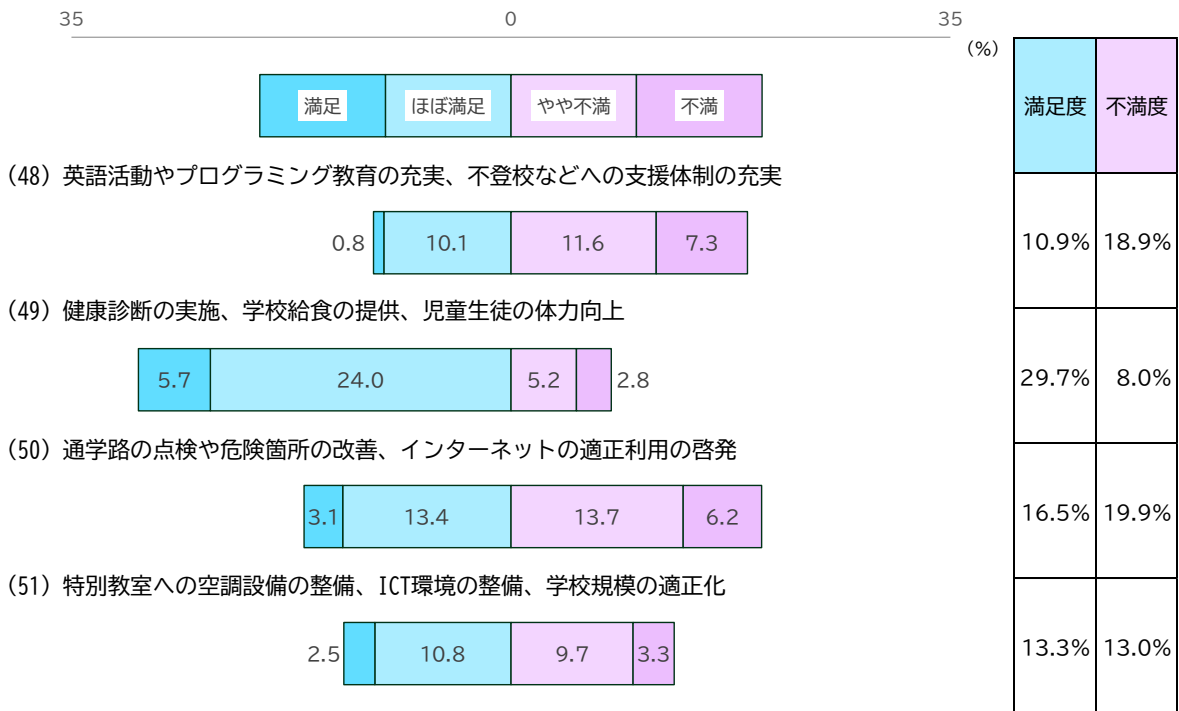 35 0 35
(%)
満足 ほぼ満足 やや不満 不満
満足度 不満度
(48) 英語活動やプログラミング教育の充実、不登校などへの支援体制の充実
0.8 10.1 11.6 7.3
10.9% 18.9%
(49) 健康診断の実施、学校給食の提供、児童生徒の体力向上
5.7 24.0 5.2 2.8
29.7% 8.0%
(50) 通学路の点検や危険箇所の改善、インターネットの適正利用の啓発
3.1 13.4 13.7 6.2
16.5% 19.9%
(51) 特別教室への空調設備の整備、ICT環境の整備、学校規模の適正化
2.5 10.8 9.7 3.3
13.3% 13.0%